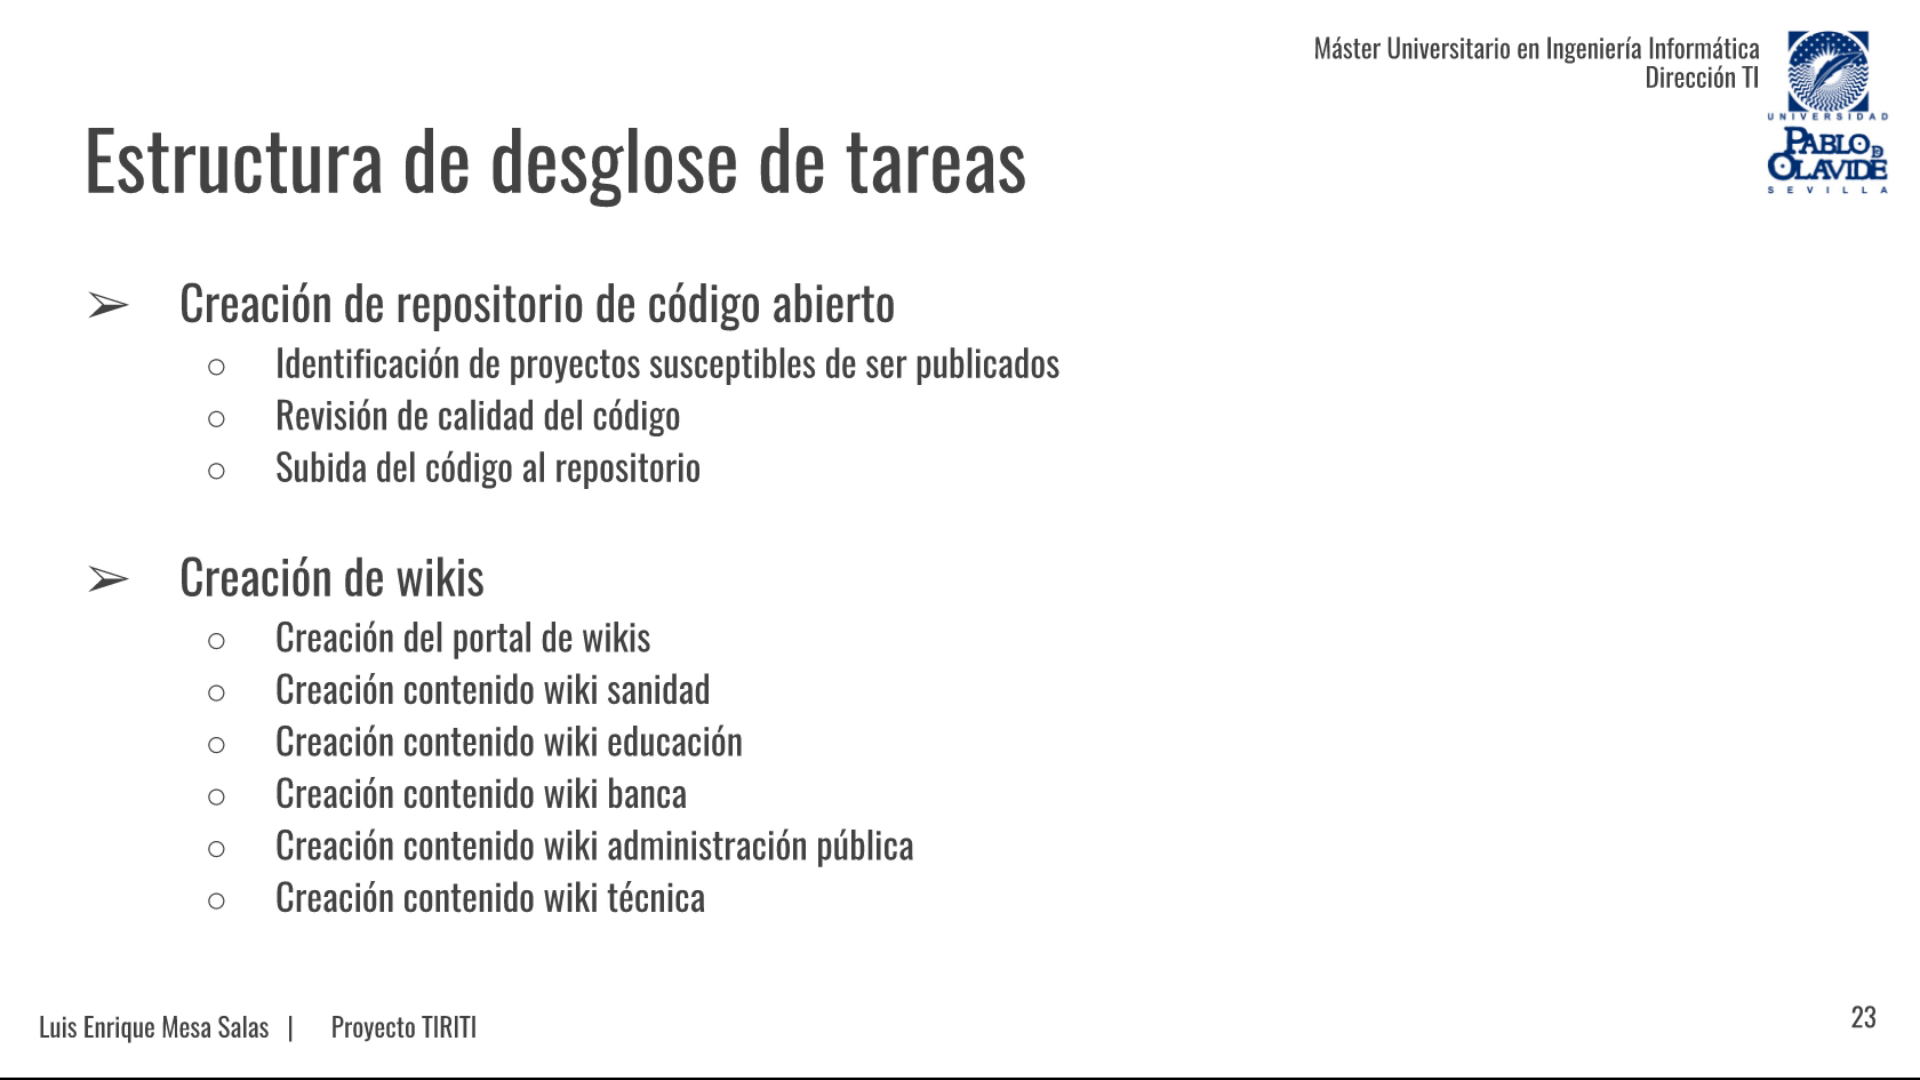 Máster Universitario en Ingeniería Informática
Dirección TI
UNIVERSIDAD
PABLO DE
OLAVIDE
SEVILLA
Estructura de desglose de tareas
➢ Creación de repositorio de código abierto
○ Identificación de proyectos susceptibles de ser publicados
○ Revisión de calidad del código
○ Subida del código al repositorio
➢ Creación de wikis
○ Creación del portal de wikis
○ Creación contenido wiki sanidad
○ Creación contenido wiki educación
○ Creación contenido wiki banca
○ Creación contenido wiki administración pública
○ Creación contenido wiki técnica
Luis Enrique Mesa Salas | Proyecto TIRITI
23